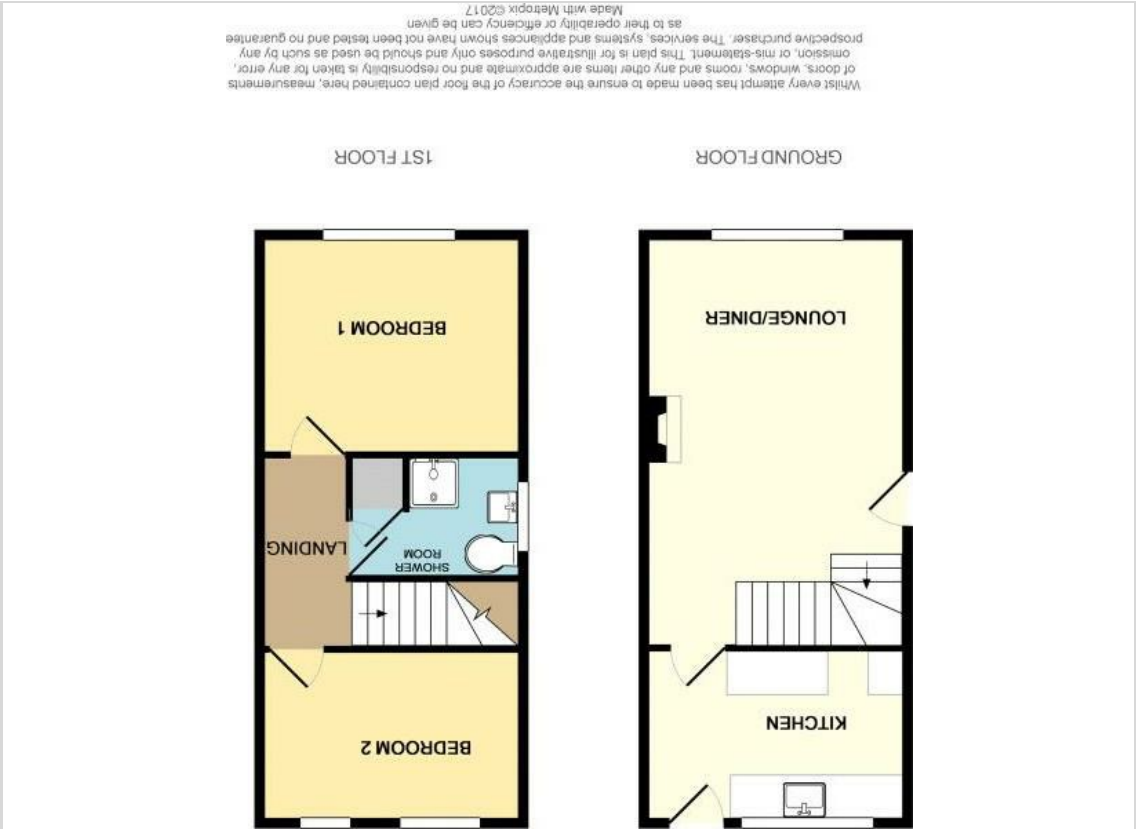 KITCHEN
LOUNGE/DINER
GROUND FLOOR
BEDROOM 2
SHOWER
ROOM
LANDING
BEDROOM 1
1ST FLOOR
Whilst every attempt has been made to ensure the accuracy of the floor plan contained here, measurements
of doors, windows, rooms and any other items are approximate and no responsibility is taken for any error,
omission, or mis-statement. This plan is for illustrative purposes only and should be used as such by any
prospective purchaser. The services, systems and appliances shown have not been tested and no guarantee
as to their operability or efficiency can be given
Made with Metropix ©2017